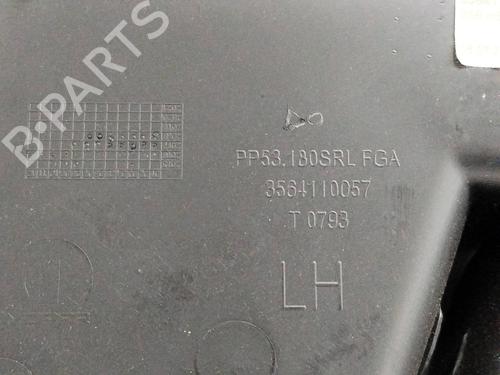 B-PARTS
PP53.180SRL FGA
3564110057
T 0793
LH